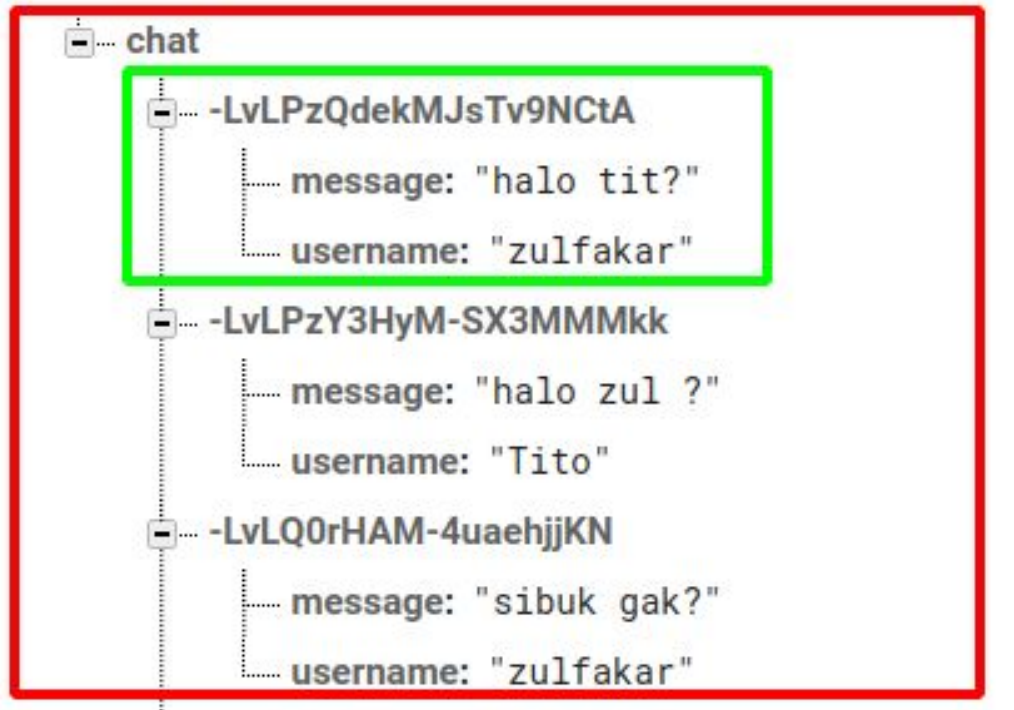 chat
-LvLPzQdekMJsTv9NCtA
message: "halo tit?"
username: "zulfakar"
-LvLPzY3HyM-SX3MMMkk
message: "halo zul ?"
username: "Tito"
-LvLQ0rHAM-4uaehjjKN
message: "sibuk gak?"
username: "zulfakar"